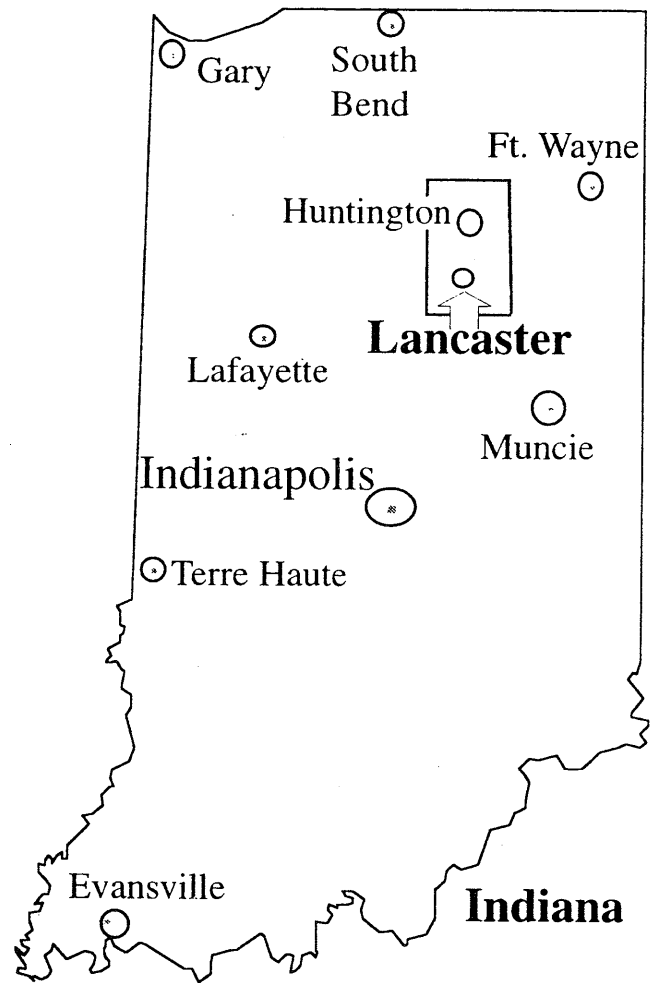 Gary
South
Bend
Ft. Wayne
Huntington
Lancaster
Lafayette
Muncie
Indianapolis
Terre Haute
Evansville
Indiana